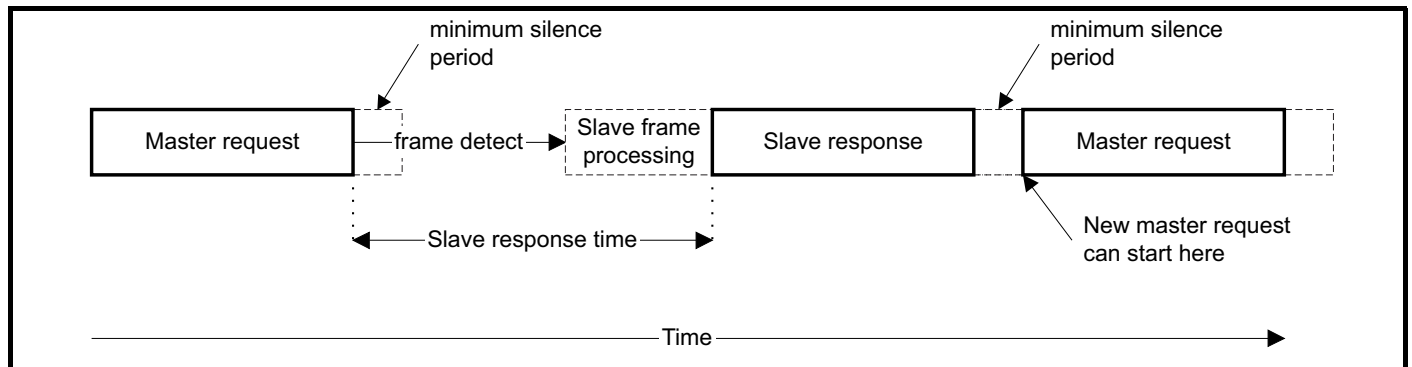 minimum silence
period
minimum silence
period
Master request
frame detect
Slave frame
processing
Slave response
Master request
Slave response time
New master request
can start here
Time